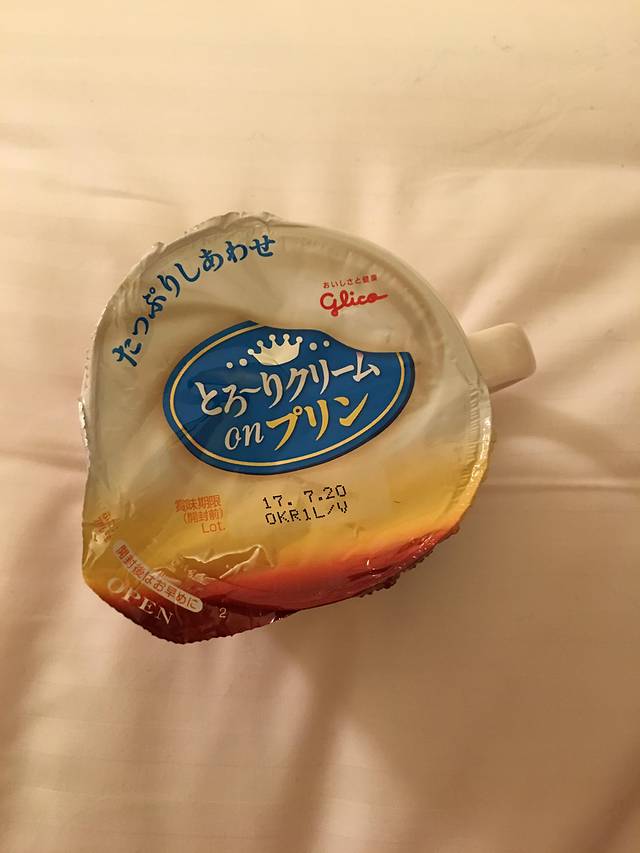 たっぷりしあわせ
おいしさと健康
glico
とろ〜りクリーム
onプリン
賞味期限
(開封前)
Lot.
17. 7.20
OKR1L/V
開封後はお早めに
OPEN
2